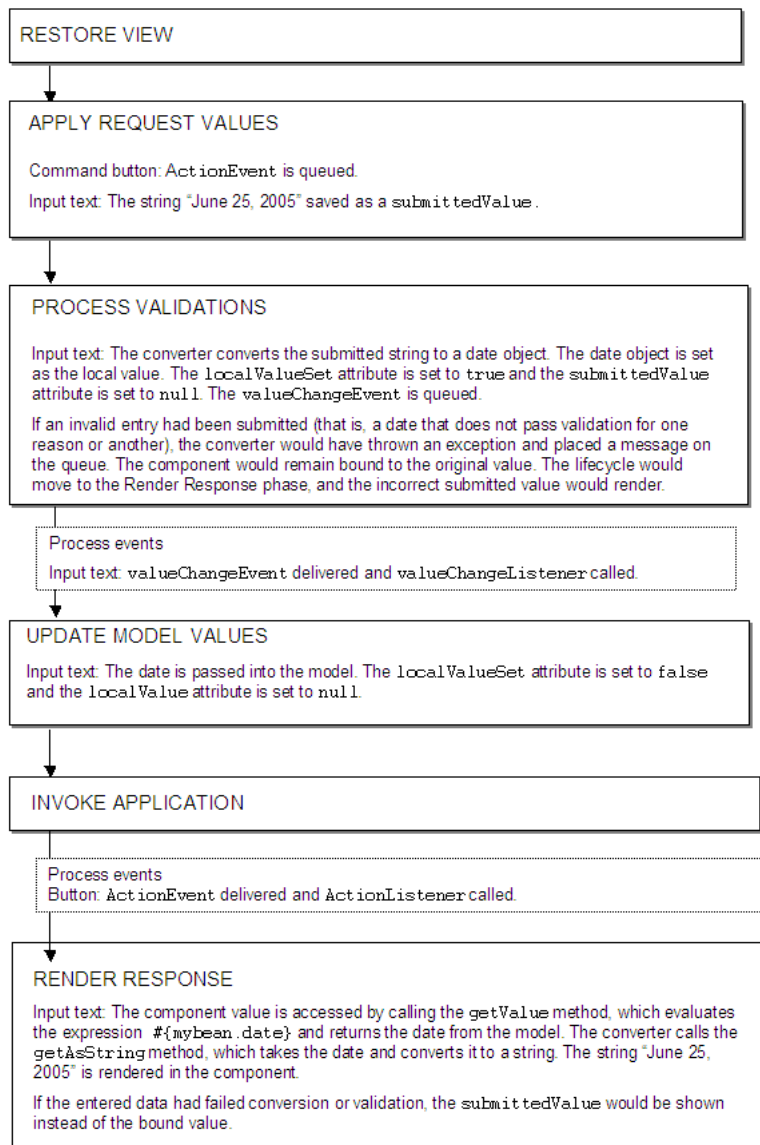 RESTORE VIEW
APPLY REQUEST VALUES
Command button: ActionEvent is queued.
Input text: The string “June 25, 2005” saved as a submittedValue.
PROCESS VALIDATIONS
Input text: The converter converts the submitted string to a date object. The date object is set
as the local value. The localValueSet attribute is set to true and the submittedValue
attribute is set to null. The valueChangeEvent is queued.
If an invalid entry had been submitted (that is, a date that does not pass validation for one
reason or another), the converter would have thrown an exception and placed a message on
the queue. The component would remain bound to the original value. The lifecycle would
move to the Render Response phase, and the incorrect submitted value would render.
Process events
Input text: valueChangeEvent delivered and valueChangeListener called.
UPDATE MODEL VALUES
Input text: The date is passed into the model. The localValueSet attribute is set to false
and the localValue attribute is set to null.
INVOKE APPLICATION
Process events
Button: ActionEvent delivered and ActionListener called.
RENDER RESPONSE
Input text: The component value is accessed by calling the getValue method, which evaluates
the expression #{mybean.date} and returns the date from the model. The converter calls the
getAsString method, which takes the date and converts it to a string. The string “June 25,
2005” is rendered in the component.
If the entered data had failed conversion or validation, the submittedValue would be shown
instead of the bound value.